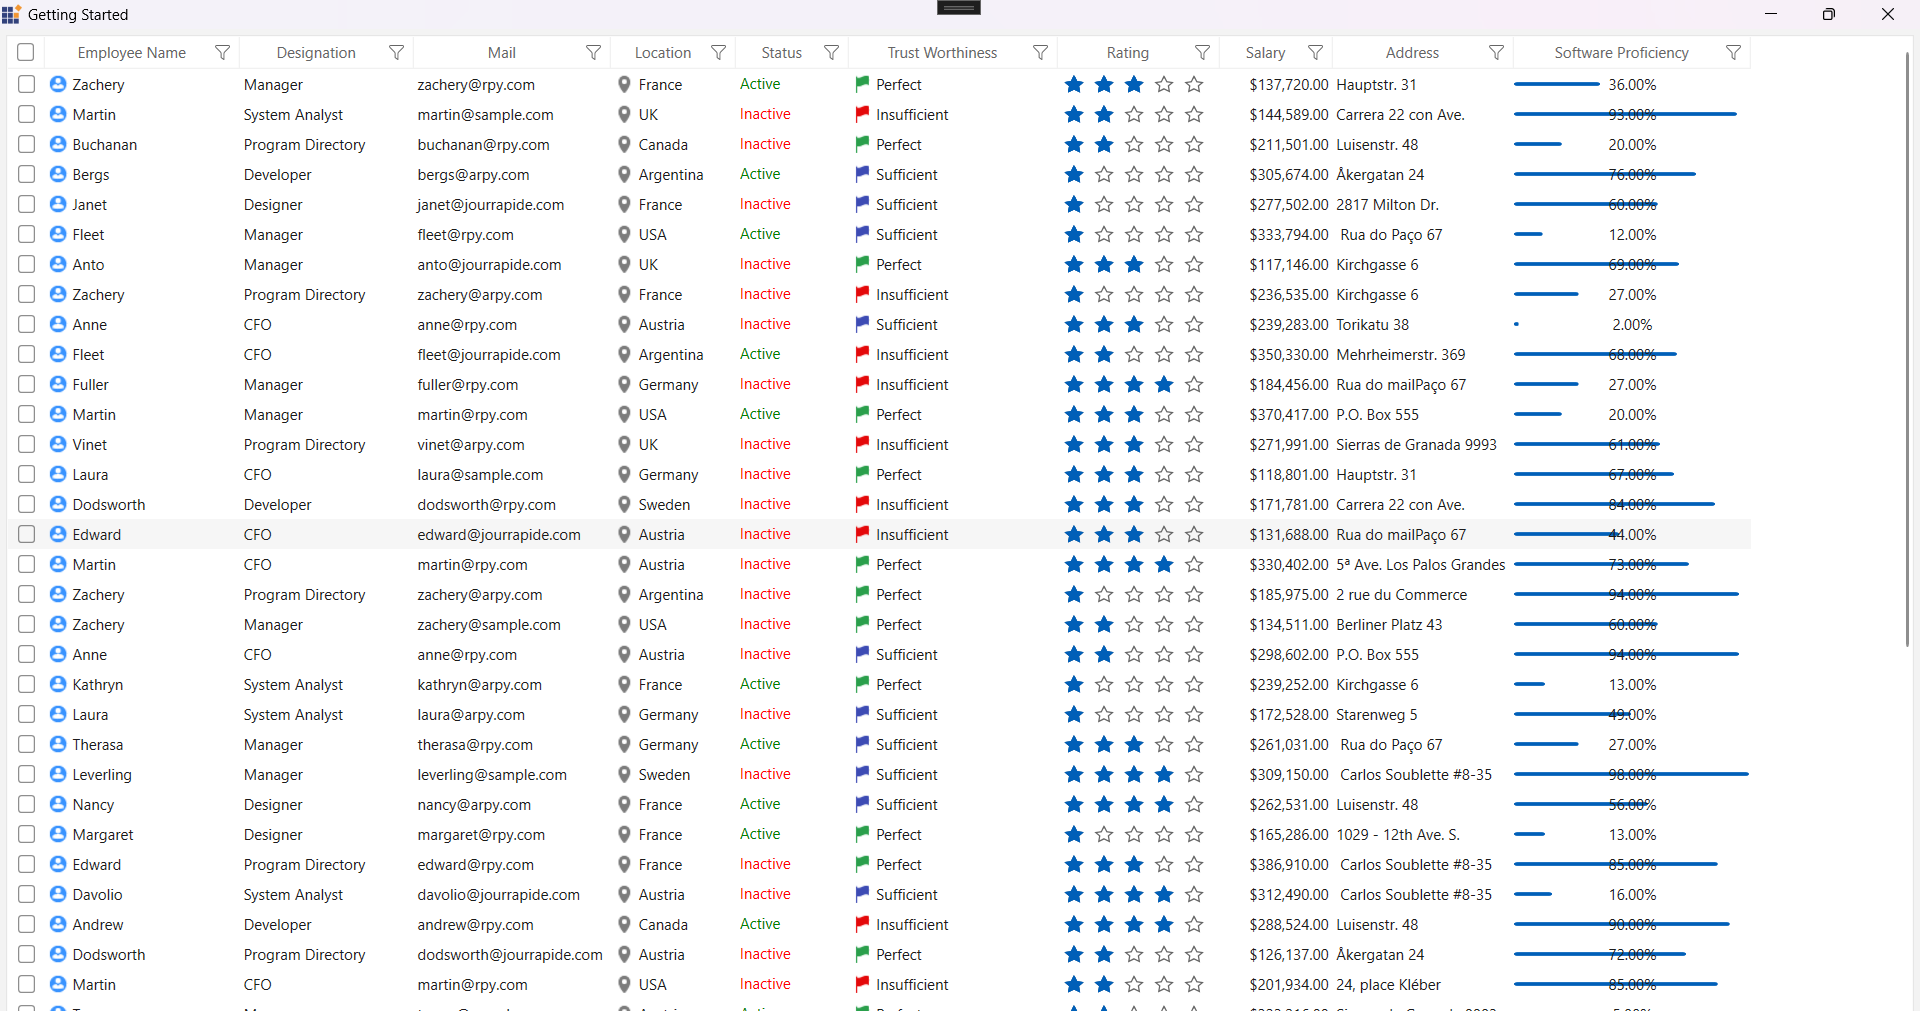 Getting Started
Employee Name Designation Mail Location Status Trust Worthiness Rating Salary Address Software Proficiency
Zachery Manager zachery@rpy.com France Active Perfect $137,720.00 Hauptstr. 31 36.00%
Martin System Analyst martin@sample.com UK Inactive Insufficient $144,589.00 Carrera 22 con Ave. 93.00%
Buchanan Program Directory buchanan@rpy.com Canada Inactive Perfect $211,501.00 Luisenstr. 48 20.00%
Bergs Developer bergs@arpy.com Argentina Active Sufficient $305,674.00 Åkergatan 24 76.00%
Janet Designer janet@jourrapide.com France Inactive Sufficient $277,502.00 2817 Milton Dr. 60.00%
Fleet Manager fleet@rpy.com USA Active Sufficient $333,794.00 Rua do Paço 67 12.00%
Anto Manager anto@jourrapide.com UK Inactive Perfect $117,146.00 Kirchgasse 6 69.00%
Zachery Program Directory zachery@arpy.com France Inactive Insufficient $236,535.00 Kirchgasse 6 27.00%
Anne CFO anne@rpy.com Austria Inactive Sufficient $239,283.00 Torikatu 38 2.00%
Fleet CFO fleet@jourrapide.com Argentina Active Insufficient $350,330.00 Mehrheimerstr. 369 68.00%
Fuller Manager fuller@rpy.com Germany Inactive Insufficient $184,456.00 Rua do mailPaço 67 27.00%
Martin Manager martin@rpy.com USA Active Perfect $370,417.00 P.O. Box 555 20.00%
Vinet Program Directory vinet@arpy.com UK Inactive Insufficient $271,991.00 Sierras de Granada 9993 61.00%
Laura CFO laura@sample.com Germany Inactive Perfect $118,801.00 Hauptstr. 31 67.00%
Dodsworth Developer dodsworth@rpy.com Sweden Inactive Insufficient $171,781.00 Carrera 22 con Ave. 84.00%
Edward CFO edward@jourrapide.com Austria Inactive Insufficient $131,688.00 Rua do mailPaço 67 44.00%
Martin CFO martin@rpy.com Austria Inactive Perfect $330,402.00 5ª Ave. Los Palos Grandes 73.00%
Zachery Program Directory zachery@arpy.com Argentina Inactive Perfect $185,975.00 2 rue du Commerce 94.00%
Zachery Manager zachery@sample.com USA Inactive Perfect $134,511.00 Berliner Platz 43 60.00%
Anne CFO anne@rpy.com Austria Inactive Sufficient $298,602.00 P.O. Box 555 94.00%
Kathryn System Analyst kathryn@arpy.com France Active Perfect $239,252.00 Kirchgasse 6 13.00%
Laura System Analyst laura@arpy.com Germany Inactive Sufficient $172,528.00 Starenweg 5 49.00%
Therasa Manager therasa@rpy.com Germany Active Sufficient $261,031.00 Rua do Paço 67 27.00%
Leverling Manager leverling@sample.com Sweden Inactive Sufficient $309,150.00 Carlos Soublette #8-35 98.00%
Nancy Designer nancy@arpy.com France Active Sufficient $262,531.00 Luisenstr. 48 56.00%
Margaret Designer margaret@rpy.com France Active Perfect $165,286.00 1029 - 12th Ave. S. 13.00%
Edward Program Directory edward@rpy.com France Inactive Perfect $386,910.00 Carlos Soublette #8-35 85.00%
Davolio System Analyst davolio@jourrapide.com Austria Inactive Sufficient $312,490.00 Carlos Soublette #8-35 16.00%
Andrew Developer andrew@rpy.com Canada Active Insufficient $288,524.00 Luisenstr. 48 90.00%
Dodsworth Program Directory dodsworth@jourrapide.com Austria Inactive Perfect $126,137.00 Åkergatan 24 72.00%
Martin CFO martin@rpy.com USA Inactive Insufficient $201,934.00 24, place Kléber 85.00%